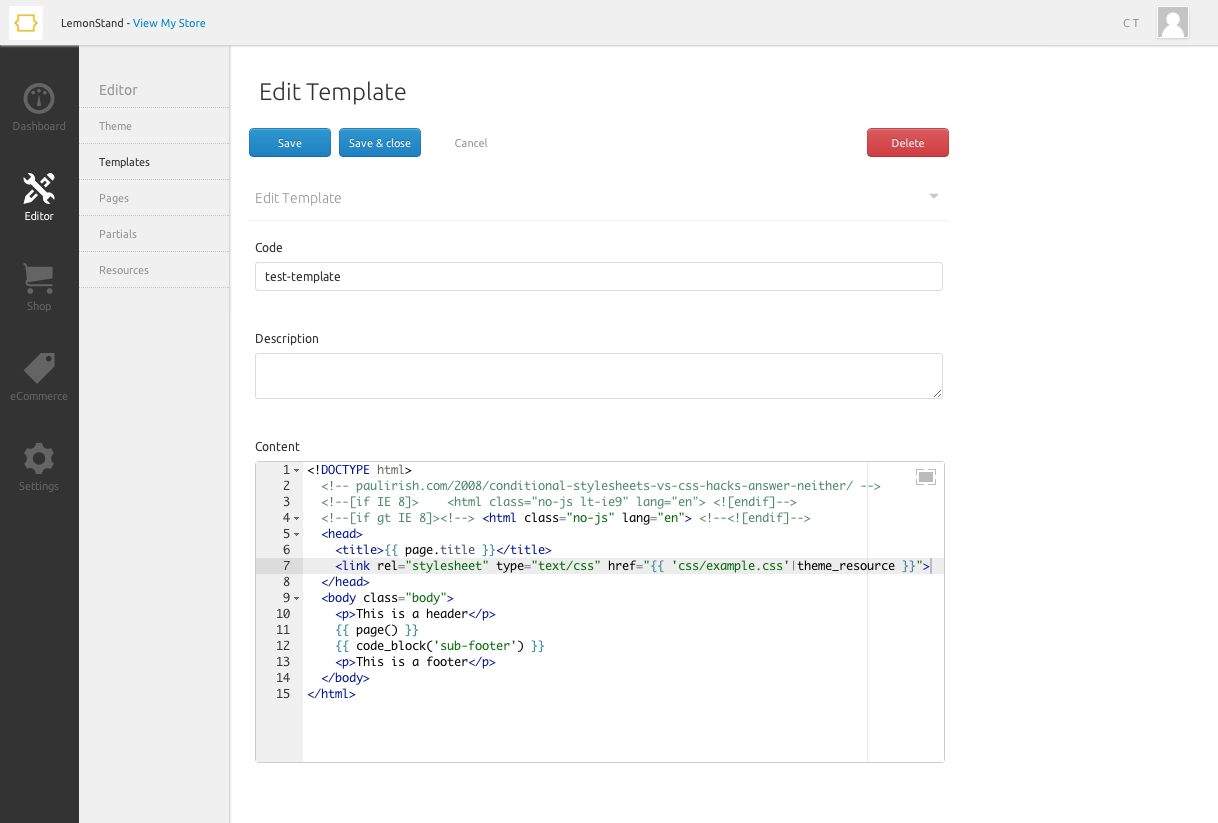 LemonStand - View My Store
C T
Dashboard
Editor
Shop
eCommerce
Settings
Editor
Theme
Templates
Pages
Partials
Resources
Edit Template
Save
Save & close
Cancel
Delete
Edit Template
Code
test-template
Description
Content
1 <!DOCTYPE html>
2 <!-- paulirish.com/2008/conditional-stylesheets-vs-css-hacks-answer-neither/ -->
3 <!--[if IE 8]>    <html class="no-js lt-ie9" lang="en"> <![endif]-->
4 <!--[if gt IE 8]><!--> <html class="no-js" lang="en"> <!--<![endif]-->
5 <head>
6 <title>{{ page.title }}</title>
7 <link rel="stylesheet" type="text/css" href="{{ 'css/example.css'|theme_resource }}">
8 </head>
9 <body class="body">
10 <p>This is a header</p>
11 {{ page() }}
12 {{ code_block('sub-footer') }}
13 <p>This is a footer</p>
14 </body>
15 </html>